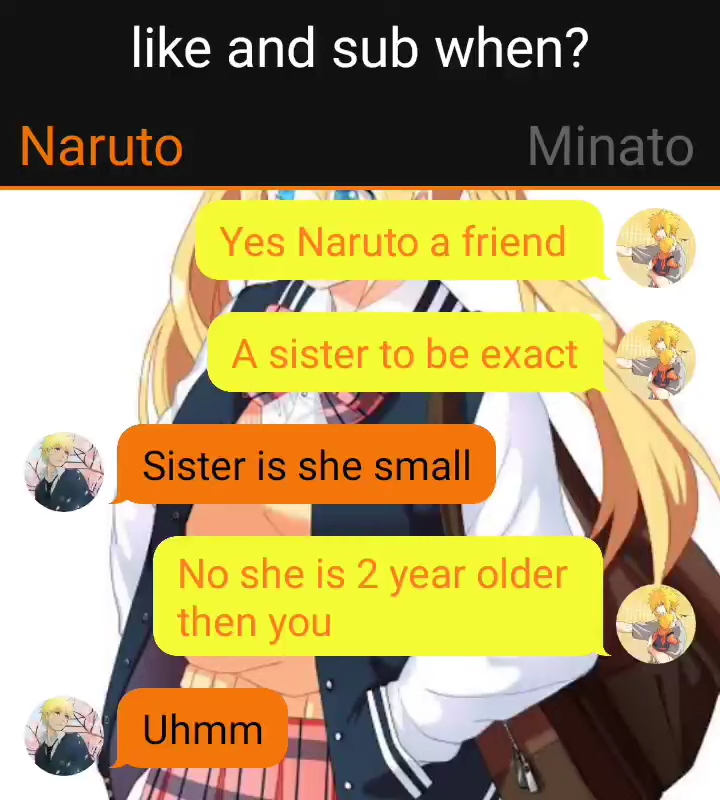 like and sub when?
Naruto
Minato
Yes Naruto a friend
A sister to be exact
Sister is she small
No she is 2 year older
then you
Uhmm